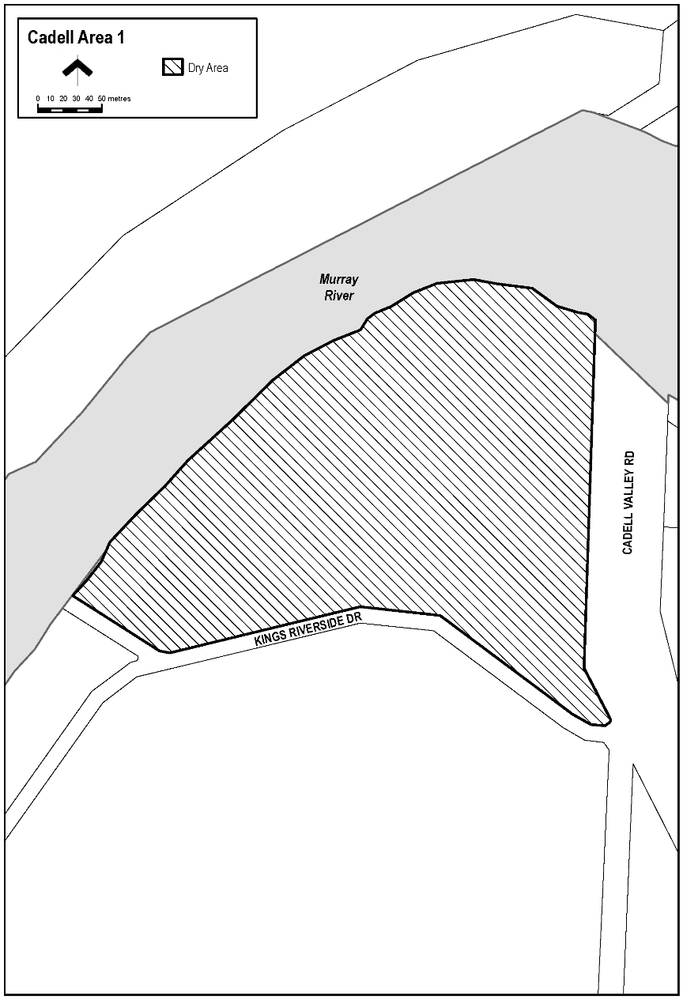 Cadell Area 1
Dry Area
0 10 20 30 40 50 metres
Murray
River
CADELL VALLEY RD
KINGS RIVERSIDE DR